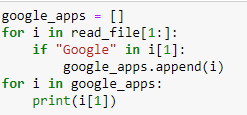 google_apps = []
for i in read_file[1:]:
    if "Google" in i[1]:
        google_apps.append(i)
for i in google_apps:
    print(i[1])